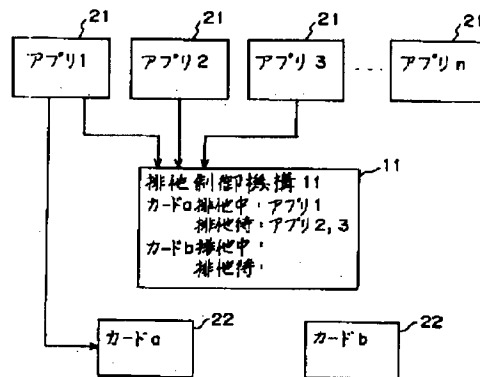 21 21 21 21
アプリ1 アプリ2 アプリ3 ‥‥ アプリn
11
排他制御機構11
カードa排他中:アプリ1
排他待:アプリ2,3
カードb排他中:
排他待:
22 22
カードa カードb